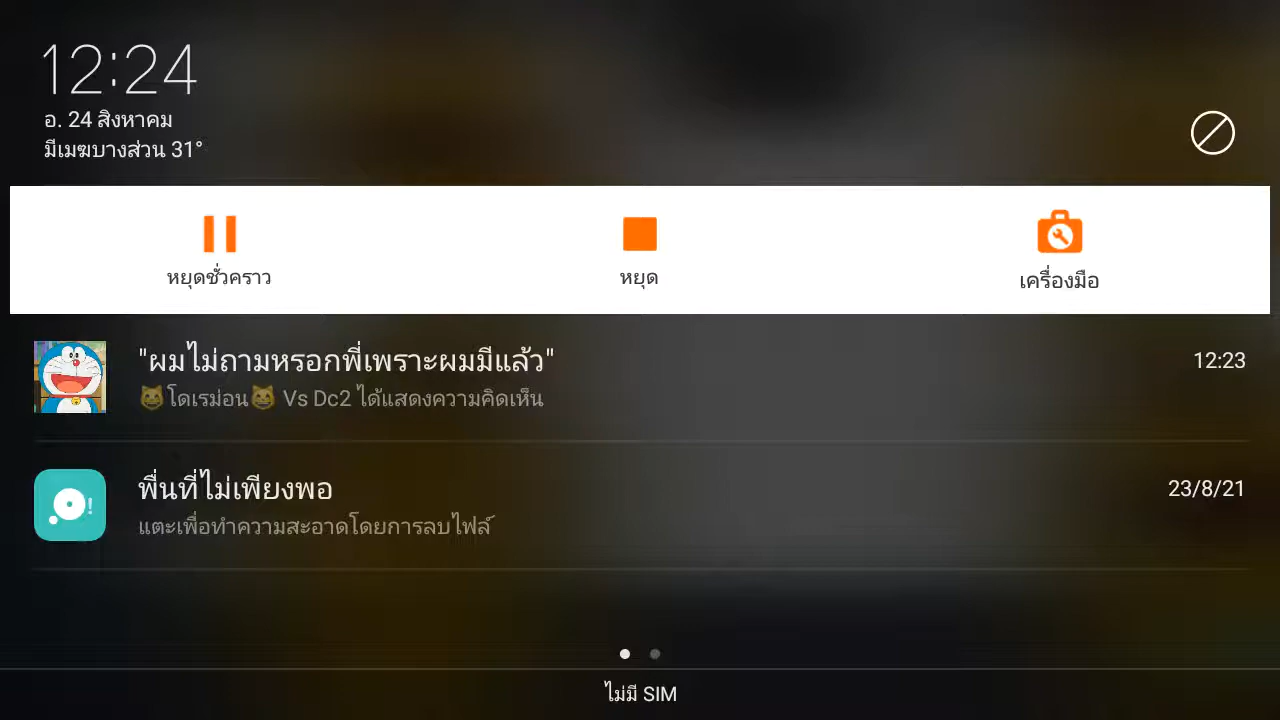 12:24
อ. 24 สิงหาคม
มีเมฆบางส่วน 31°
หยุดชั่วคราว
หยุด
เครื่องมือ
"ผมไม่ถามหรอกพี่เพราะผมมีแล้ว"
12:23
😸โดเรม่อน😸 Vs Dc2 ได้แสดงความคิดเห็น
พื่นที่ไม่เพียงพอ
23/8/21
แตะเพื่อทำความสะอาดโดยการลบไฟล์
ไม่มี SIM